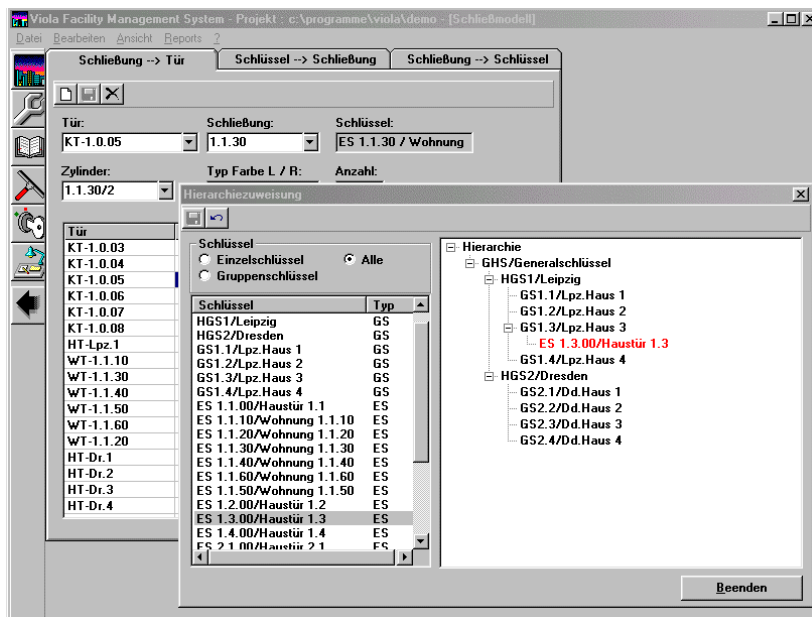 Viola Facility Management System - Projekt : c:\programme\viola\demo - [Schließmodell]
Datei Bearbeiten Ansicht Reports ?
Schließung --> Tür Schlüssel --> Schließung Schließung --> Schlüssel
Tür: Schließung: Schlüssel:
KT-1.0.05 1.1.30 ES 1.1.30 / Wohnung
Zylinder: Typ Farbe L / R: Anzahl:
1.1.30/2
Tür
KT-1.0.03
KT-1.0.04
KT-1.0.05
KT-1.0.06
KT-1.0.07
KT-1.0.08
HT-Lpz.1
WT-1.1.10
WT-1.1.30
WT-1.1.40
WT-1.1.50
WT-1.1.60
WT-1.1.20
HT-Dr.1
HT-Dr.2
HT-Dr.3
HT-Dr.4
Hierarchiezuweisung
Schlüssel
Einzelschlüssel Alle
Gruppenschlüssel
Schlüssel Typ
HGS1/Leipzig GS
HGS2/Dresden GS
GS1.1/Lpz.Haus 1 GS
GS1.2/Lpz.Haus 2 GS
GS1.3/Lpz.Haus 3 GS
GS1.4/Lpz.Haus 4 GS
ES 1.1.00/Haustür 1.1 ES
ES 1.1.10/Wohnung 1.1.10 ES
ES 1.1.20/Wohnung 1.1.20 ES
ES 1.1.30/Wohnung 1.1.30 ES
ES 1.1.40/Wohnung 1.1.40 ES
ES 1.1.60/Wohnung 1.1.60 ES
ES 1.1.50/Wohnung 1.1.50 ES
ES 1.2.00/Haustür 1.2 ES
ES 1.3.00/Haustür 1.3 ES
ES 1.4.00/Haustür 1.4 ES
ES 2.1.00/Haustür 2.1 ES
Hierarchie
GHS/Generalschlüssel
HGS1/Leipzig
GS1.1/Lpz.Haus 1
GS1.2/Lpz.Haus 2
GS1.3/Lpz.Haus 3
ES 1.3.00/Haustür 1.3
GS1.4/Lpz.Haus 4
HGS2/Dresden
GS2.1/Dd.Haus 1
GS2.2/Dd.Haus 2
GS2.3/Dd.Haus 3
GS2.4/Dd.Haus 4
Beenden